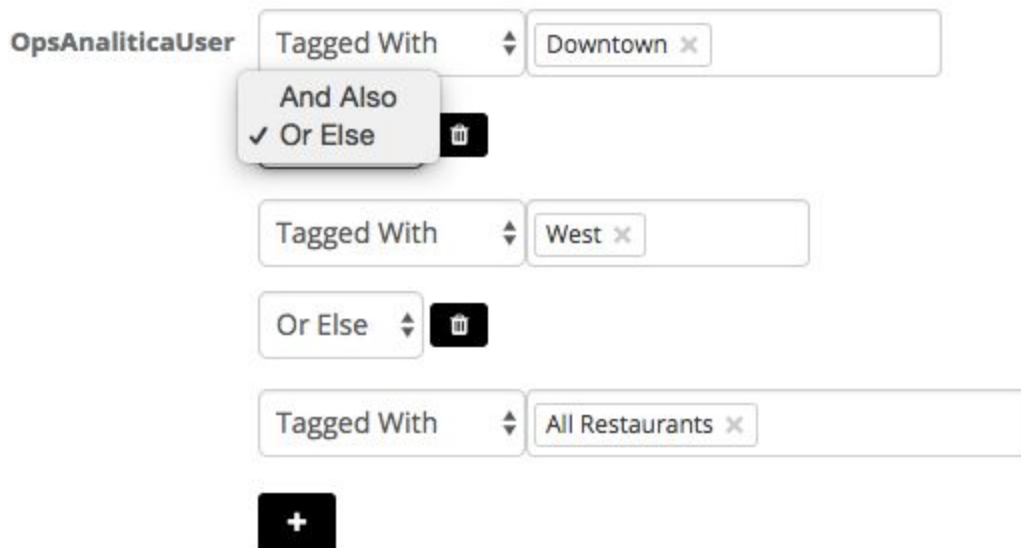 OpsAnaliticaUser Tagged With Downtown
And Also
Or Else
Tagged With West
Or Else
Tagged With All Restaurants